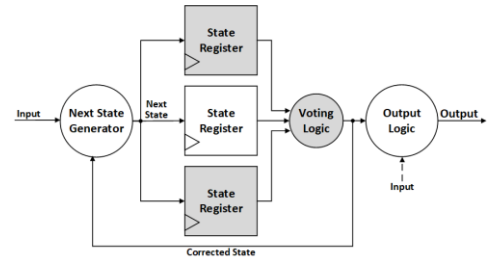 State
Register
Input
Next State
Generator
Next
State
State
Register
Voting
Logic
Output
Logic
Output
State
Register
Input
Corrected State